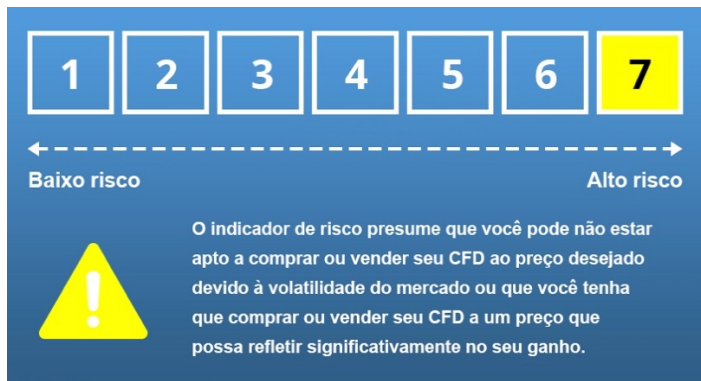 1 2 3 4 5 6 7
Baixo risco Alto risco
O indicador de risco presume que você pode não estar
apto a comprar ou vender seu CFD ao preço desejado
devido à volatilidade do mercado ou que você tenha
que comprar ou vender seu CFD a um preço que
possa refletir significativamente no seu ganho.